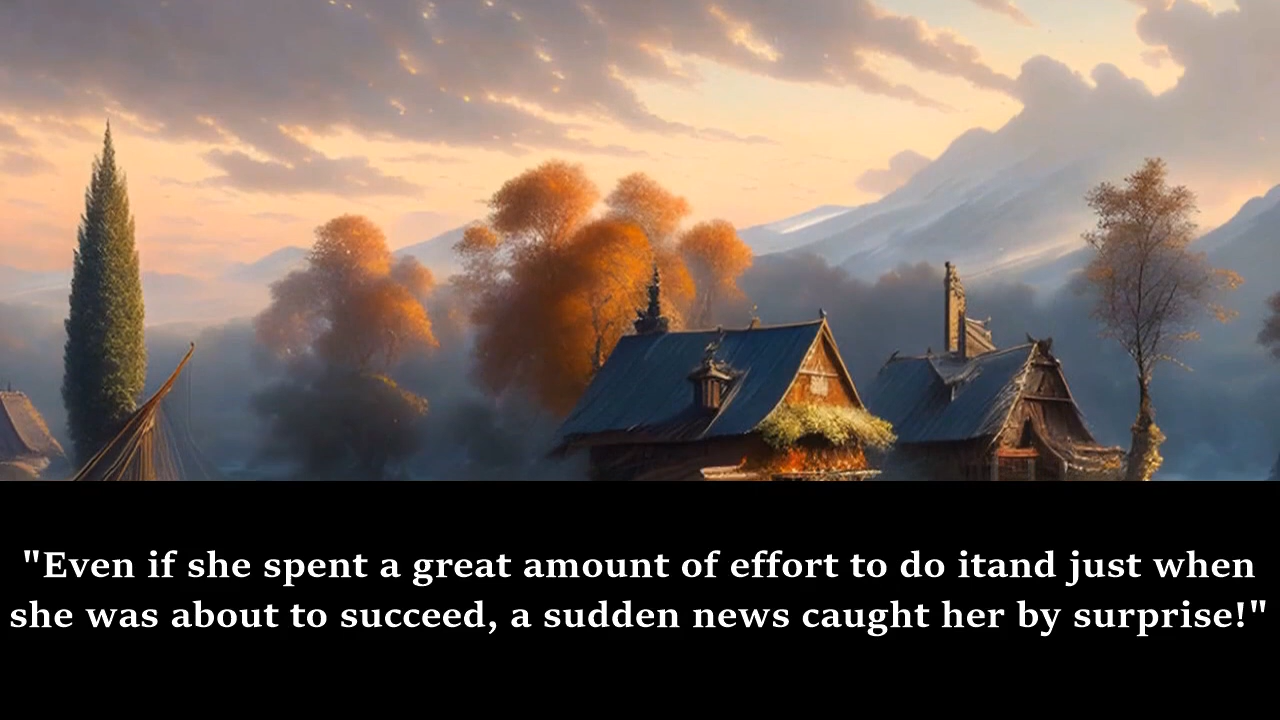 "Even if she spent a great amount of effort to do itand just when
she was about to succeed, a sudden news caught her by surprise!"